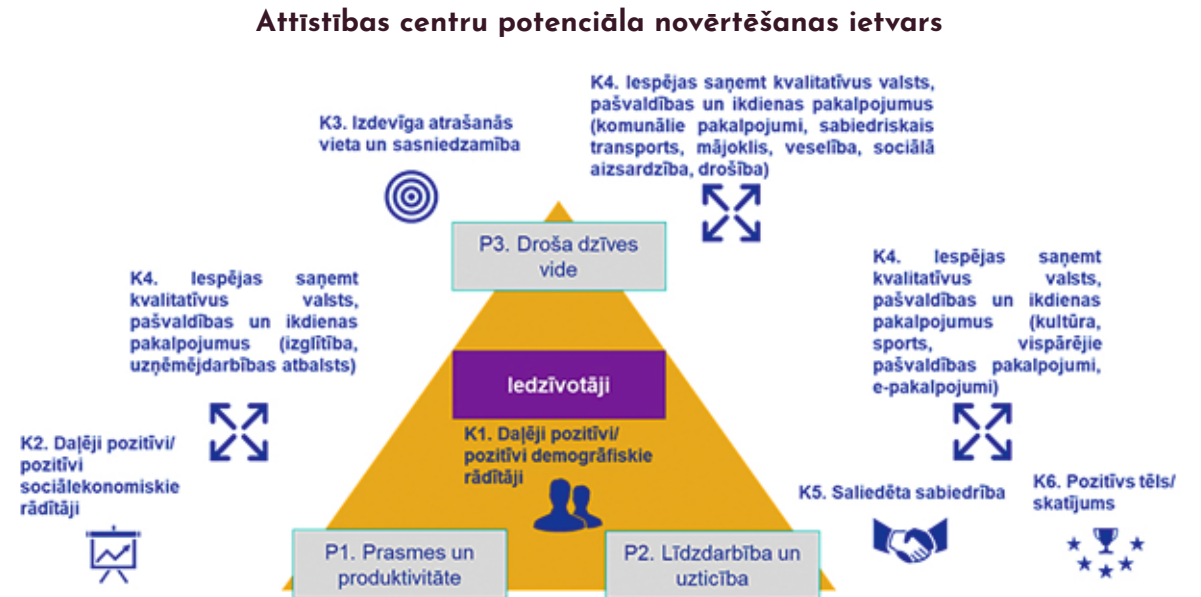 Attīstības centru potenciāla novērtēšanas ietvars
K4. Iespējas saņemt kvalitatīvus valsts,
pašvaldības un ikdienas pakalpojumus
(komunālie pakalpojumi, sabiedriskais
transports, mājoklis, veselība, sociālā
aizsardzība, drošība)
K3. Izdevīga atrašanās
vieta un sasniedzamība
P3. Droša dzīves
vide
K4. Iespējas saņemt
kvalitatīvus valsts,
pašvaldības un ikdienas
pakalpojumus (izglītība,
uzņēmējdarbības atbalsts)
K4. Iespējas saņemt
kvalitatīvus valsts,
pašvaldības un ikdienas
pakalpojumus (kultūra,
sports, vispārējie
pašvaldības pakalpojumi,
e-pakalpojumi)
Iedzīvotāji
K1. Daļēji pozitīvi/
pozitīvi demogrāfiskie
rādītāji
K2. Daļēji pozitīvi/
pozitīvi
sociālekonomiskie
rādītāji
K5. Saliedēta sabiedrība
K6. Pozitīvs tēls/
skatījums
P1. Prasmes un
produktivitāte
P2. Līdzdarbība un
uzticība